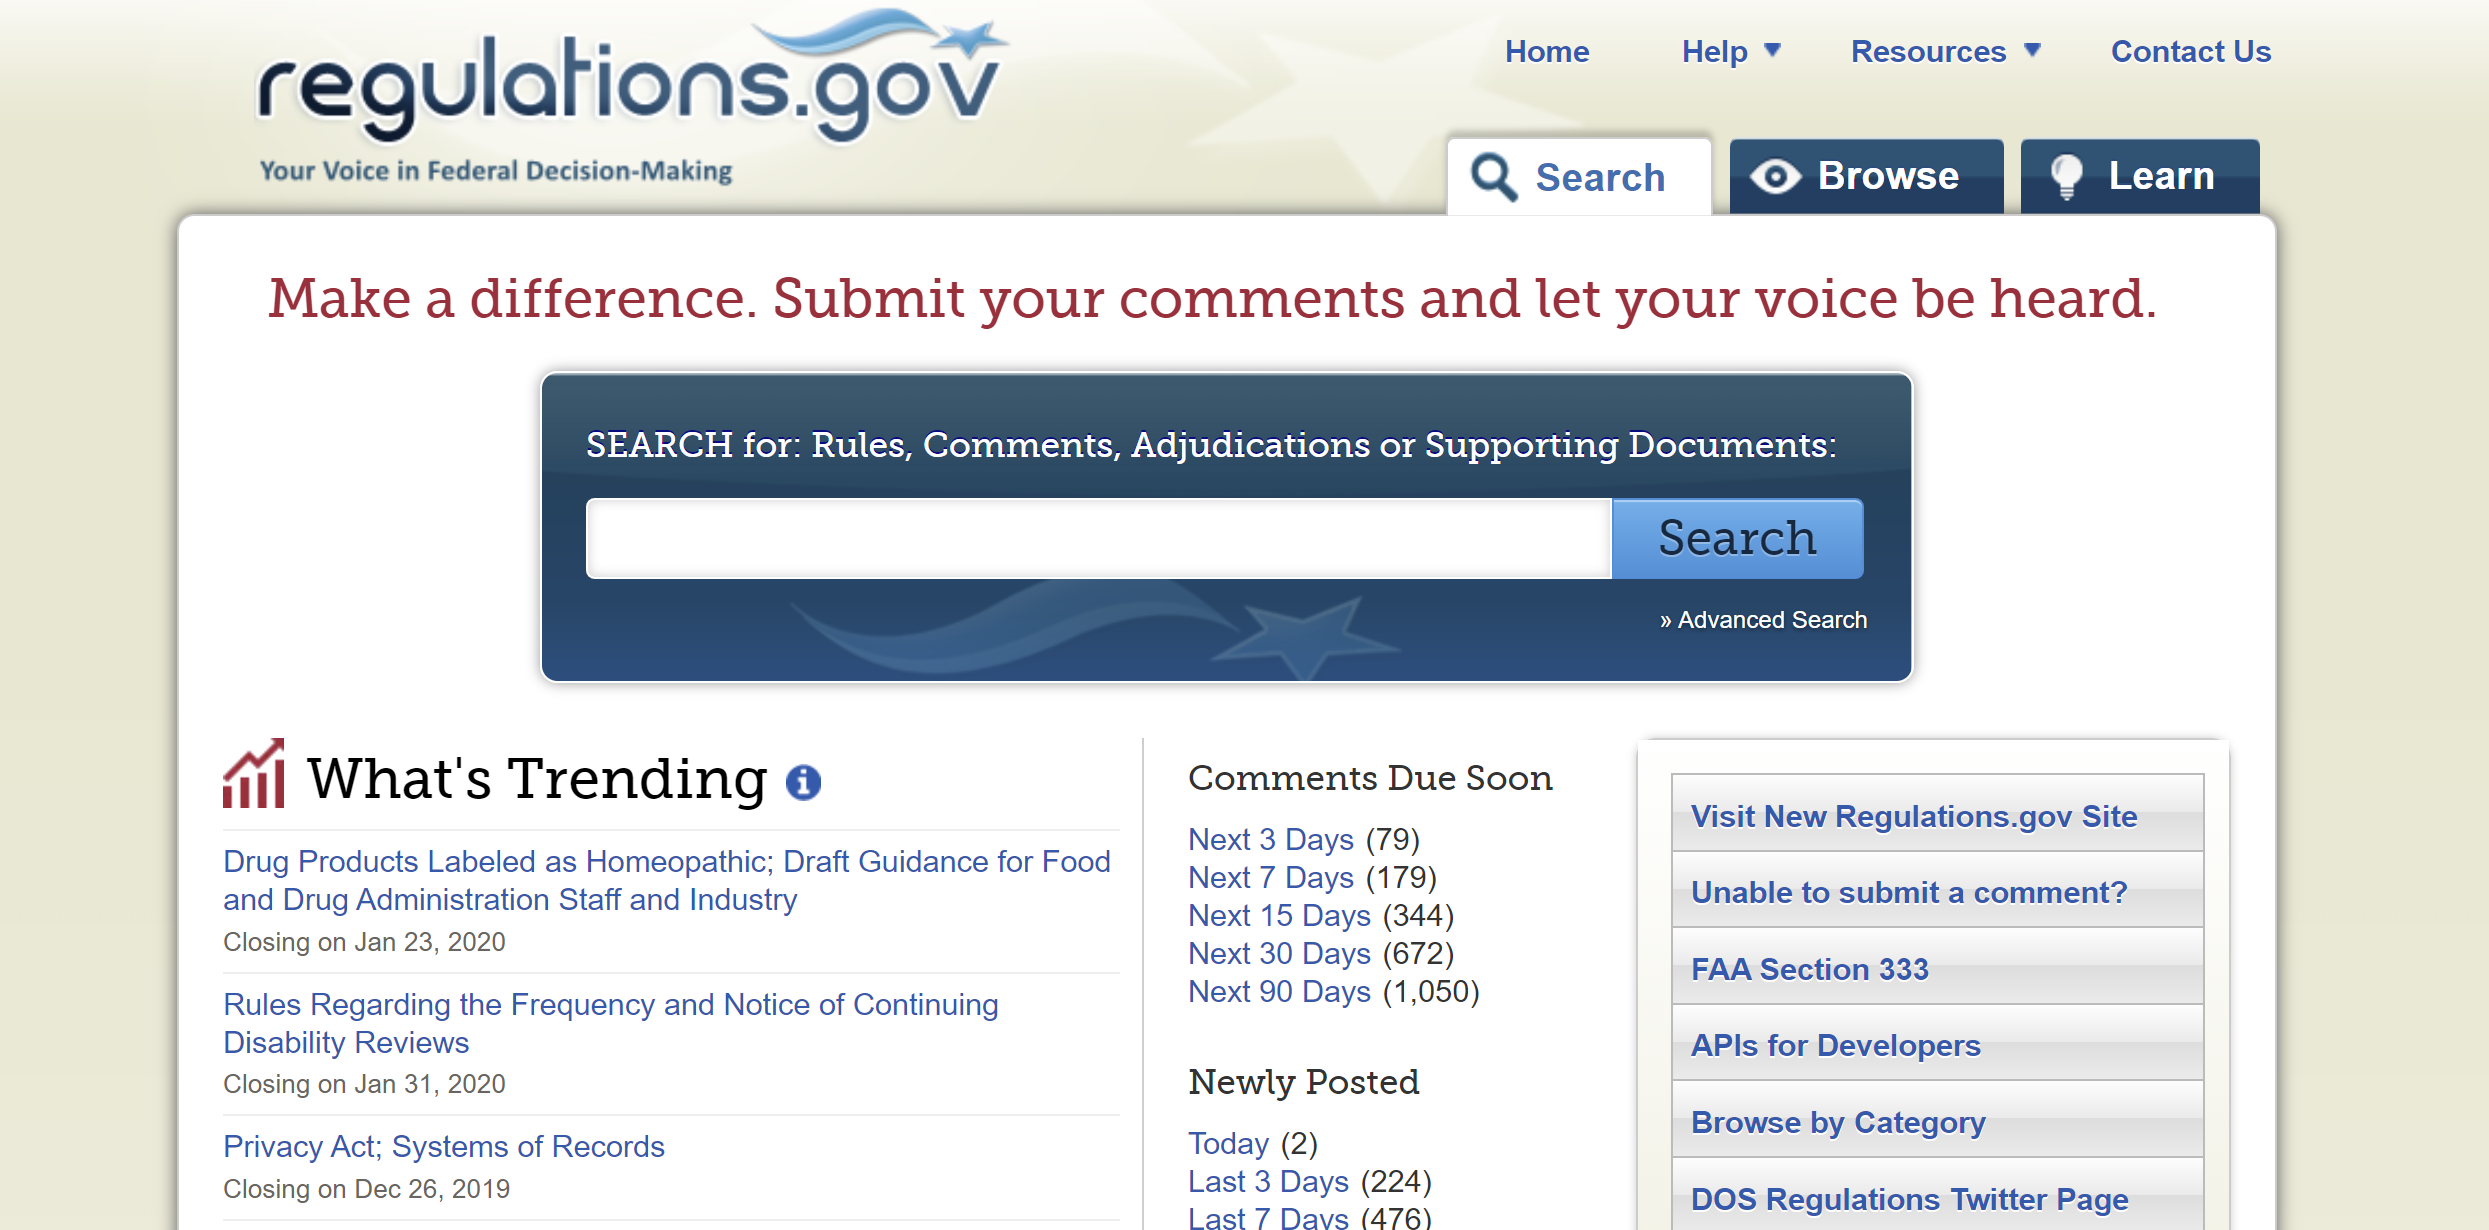 regulations.gov
Your Voice in Federal Decision-Making
Home
Help
Resources
Contact Us
Search
Browse
Learn
Make a difference. Submit your comments and let your voice be heard.
SEARCH for: Rules, Comments, Adjudications or Supporting Documents:
Search
» Advanced Search
What's Trending
Drug Products Labeled as Homeopathic; Draft Guidance for Food
and Drug Administration Staff and Industry
Closing on Jan 23, 2020
Rules Regarding the Frequency and Notice of Continuing
Disability Reviews
Closing on Jan 31, 2020
Privacy Act; Systems of Records
Closing on Dec 26, 2019
Comments Due Soon
Next 3 Days (79)
Next 7 Days (179)
Next 15 Days (344)
Next 30 Days (672)
Next 90 Days (1,050)
Newly Posted
Today (2)
Last 3 Days (224)
Last 7 Days (476)
Visit New Regulations.gov Site
Unable to submit a comment?
FAA Section 333
APIs for Developers
Browse by Category
DOS Regulations Twitter Page